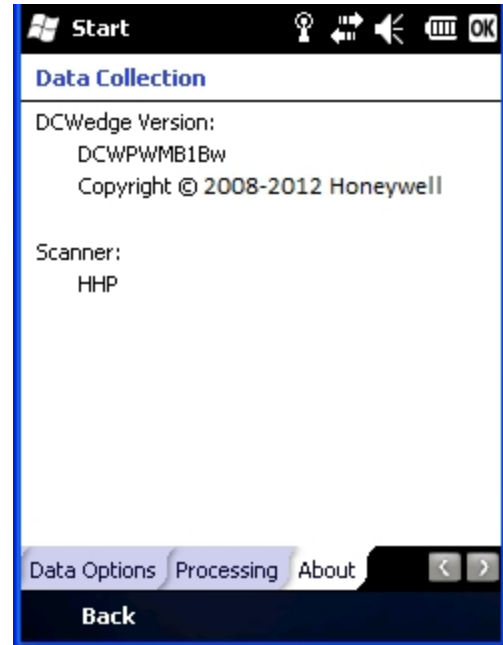 Start
OK
Data Collection
DCWedge Version:
DCWPWMB1Bw
Copyright © 2008-2012 Honeywell
Scanner:
HHP
Data Options Processing About
Back